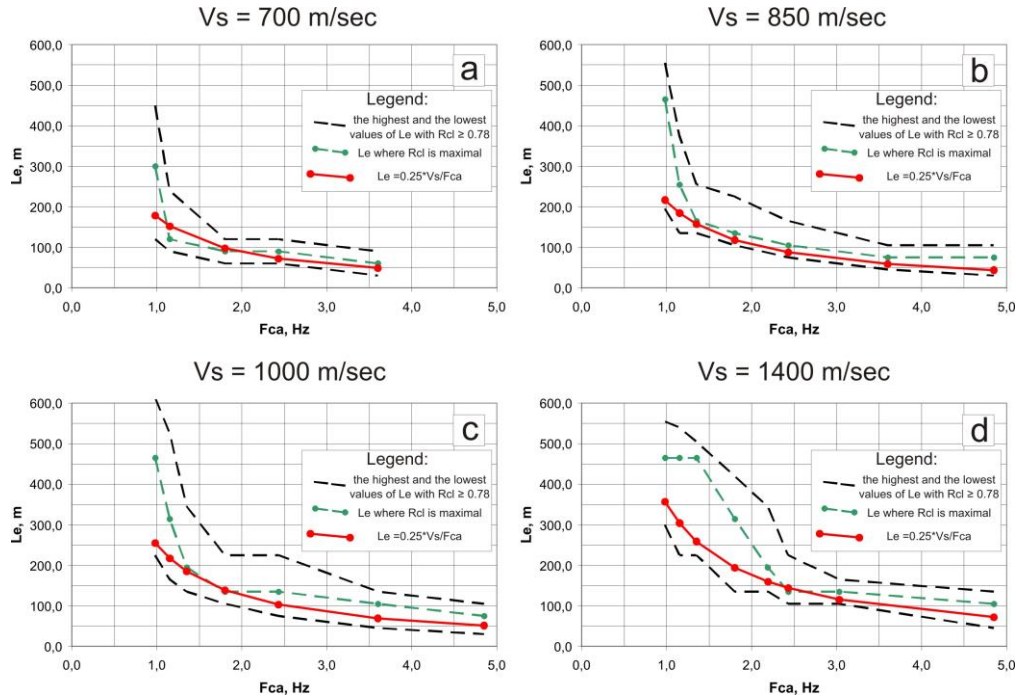 Vs = 700 m/sec
a
600,0
500,0
400,0
300,0
200,0
100,0
0,0
Le, m
Legend:
the highest and the lowest
values of Le with Rcl ≥ 0.78
Le where Rcl is maximal
Le =0.25*Vs/Fca
0,0 1,0 2,0 3,0 4,0 5,0
Fca, Hz
Vs = 850 m/sec
b
600,0
500,0
400,0
300,0
200,0
100,0
0,0
Le, m
Legend:
the highest and the lowest
values of Le with Rcl ≥ 0.78
Le where Rcl is maximal
Le =0.25*Vs/Fca
0,0 1,0 2,0 3,0 4,0 5,0
Fca, Hz
Vs = 1000 m/sec
c
600,0
500,0
400,0
300,0
200,0
100,0
0,0
Le, m
Legend:
the highest and the lowest
values of Le with Rcl ≥ 0.78
Le where Rcl is maximal
Le =0.25*Vs/Fca
0,0 1,0 2,0 3,0 4,0 5,0
Fca, Hz
Vs = 1400 m/sec
d
600,0
500,0
400,0
300,0
200,0
100,0
0,0
Le, m
Legend:
the highest and the lowest
values of Le with Rcl ≥ 0.78
Le where Rcl is maximal
Le =0.25*Vs/Fca
0,0 1,0 2,0 3,0 4,0 5,0
Fca, Hz